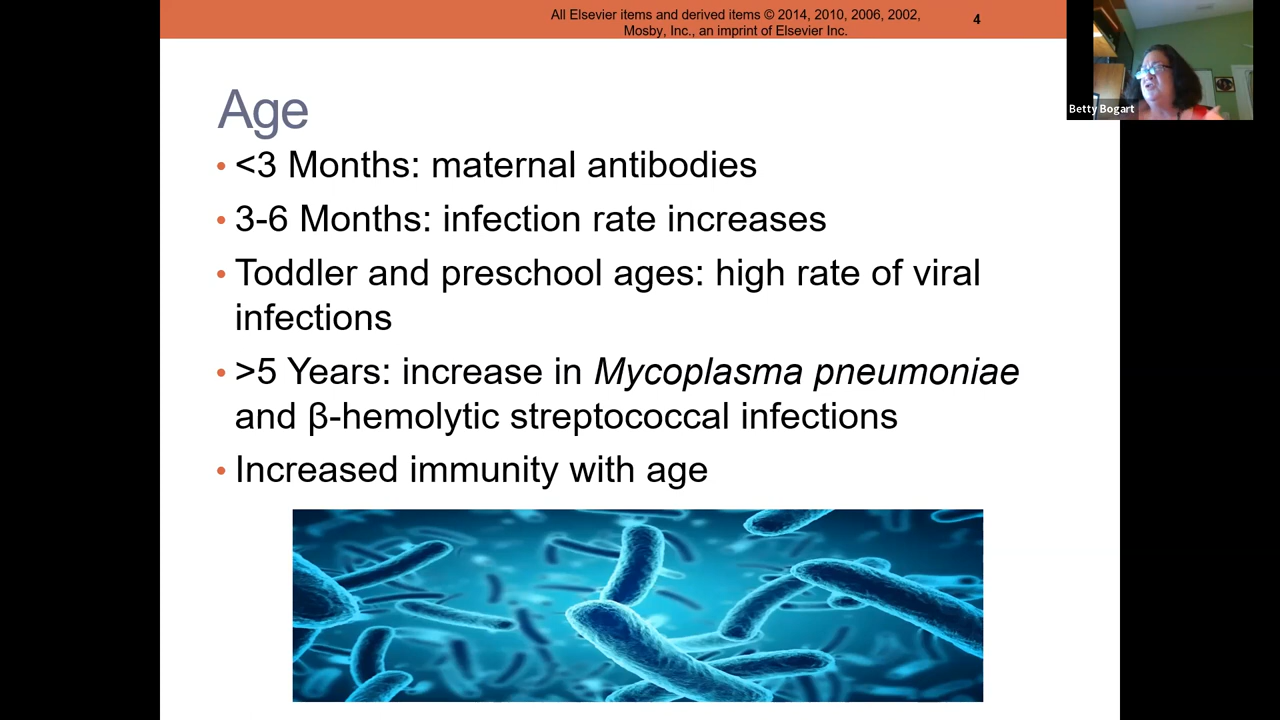 All Elsevier items and derived items © 2014, 2010, 2006, 2002,
Mosby, Inc., an imprint of Elsevier Inc.
4
Betty Bogart
Age
• <3 Months: maternal antibodies
• 3-6 Months: infection rate increases
• Toddler and preschool ages: high rate of viral
infections
• >5 Years: increase in Mycoplasma pneumoniae
and β-hemolytic streptococcal infections
• Increased immunity with age